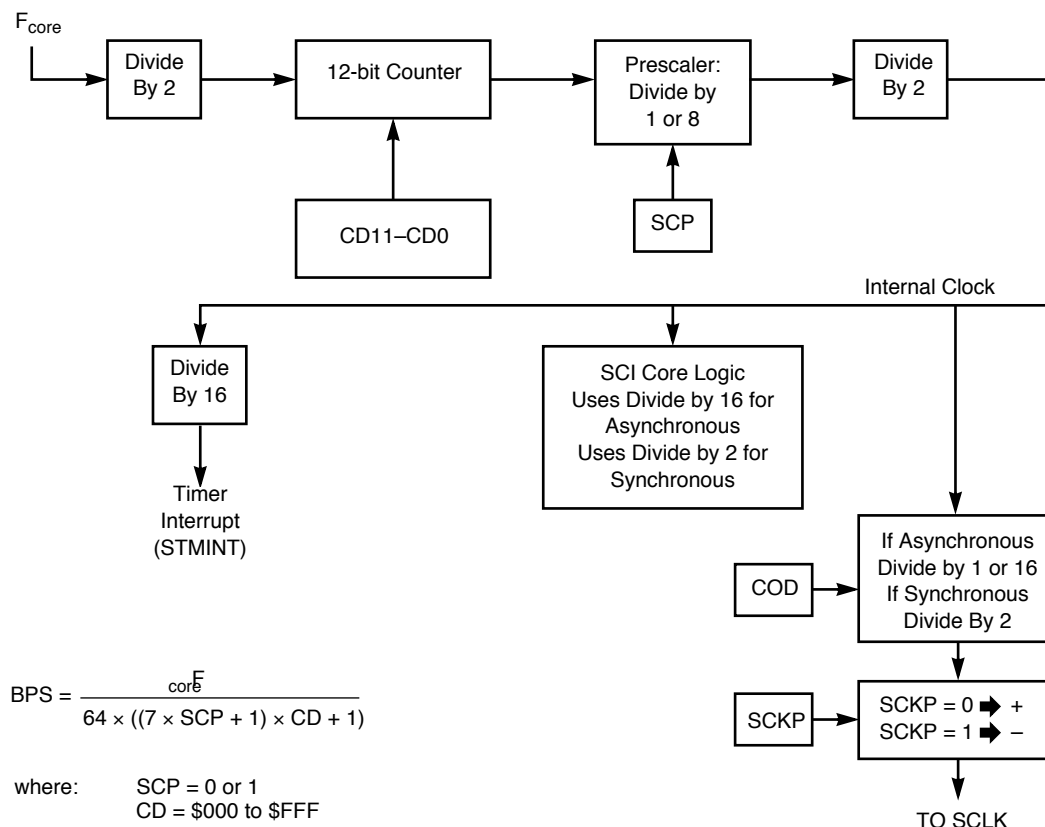 Fcore
Divide
By 2
12-bit Counter
Prescaler:
Divide by
1 or 8
Divide
By 2
CD11–CD0
SCP
Internal Clock
Divide
By 16
SCI Core Logic
Uses Divide by 16 for
Asynchronous
Uses Divide by 2 for
Synchronous
Timer
Interrupt
(STMINT)
COD
If Asynchronous
Divide by 1 or 16
If Synchronous
Divide By 2
BPS = coreF
64 × ((7 × SCP + 1) × CD + 1)
SCKP
SCKP = 0 ➡ +
SCKP = 1 ➡ –
where: SCP = 0 or 1
CD = $000 to $FFF
TO SCLK